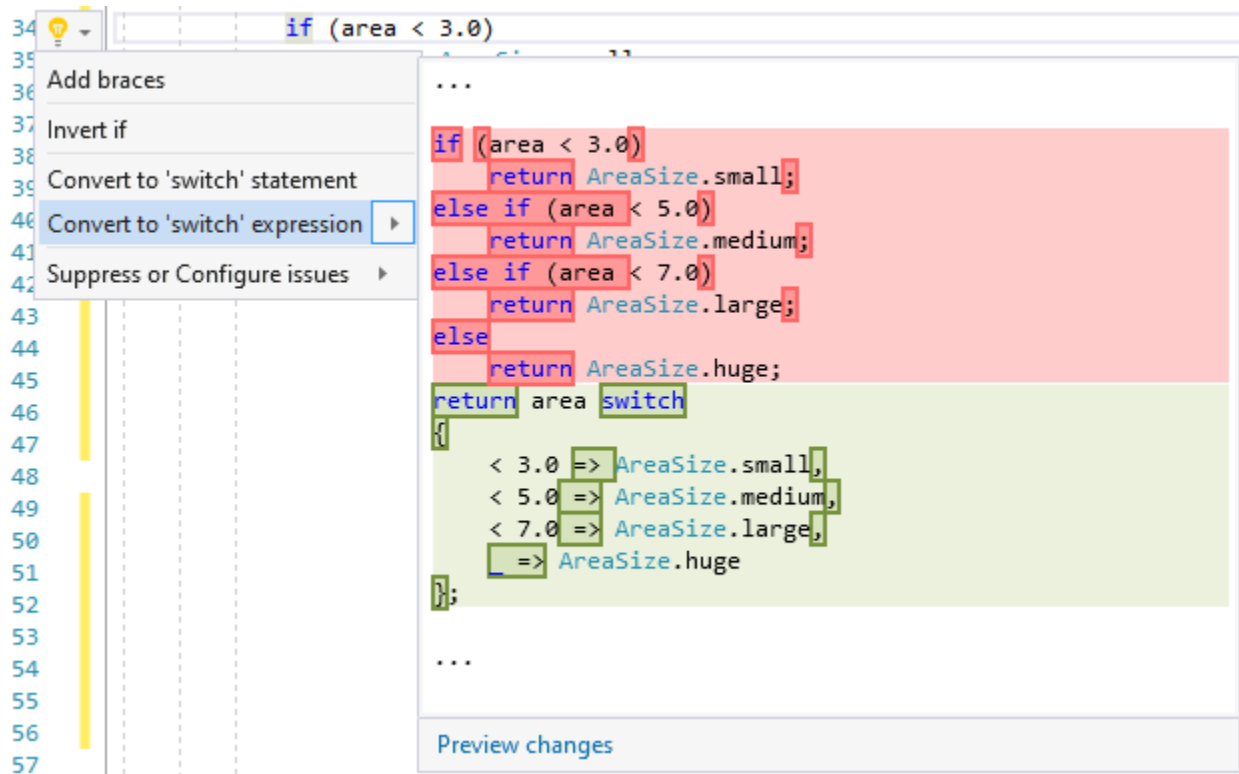 34 if (area < 3.0)
35
36 Add braces
37 Invert if
38
39 Convert to 'switch' statement
40 Convert to 'switch' expression
41
42 Suppress or Configure issues
43
44
45
46
47
48
49
50
51
52
53
54
55
56
57
...
if (area < 3.0)
return AreaSize.small;
else if (area < 5.0)
return AreaSize.medium;
else if (area < 7.0)
return AreaSize.large;
else
return AreaSize.huge;
return area switch
{
< 3.0 => AreaSize.small,
< 5.0 => AreaSize.medium,
< 7.0 => AreaSize.large,
_ => AreaSize.huge
};
...
Preview changes